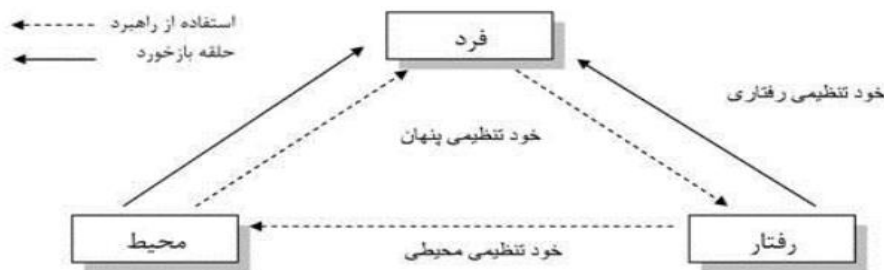 استفاده از راهبرد
حلقه بازخورد
فرد
خود تنظیمی رفتاری
خود تنظیمی پنهان
محیط
خود تنظیمی محیطی
رفتار